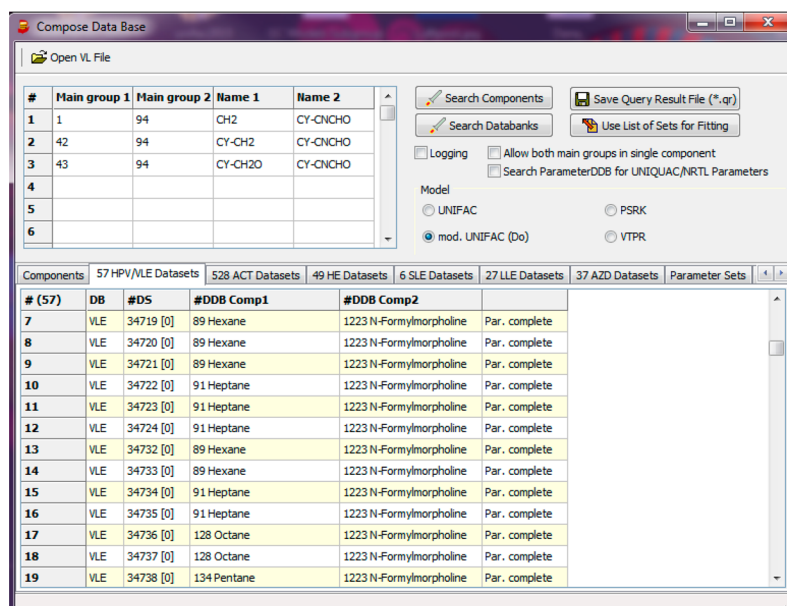 Compose Data Base
Open VL File
# Main group 1 Main group 2 Name 1 Name 2
1 1 94 CH2 CY-CNCHO
2 42 94 CY-CH2 CY-CNCHO
3 43 94 CY-CH2O CY-CNCHO
4
5
6
Search Components Save Query Result File (*.qr)
Search Databanks Use List of Sets for Fitting
Logging Allow both main groups in single component
Search ParameterDDB for UNIQUAC/NRTL Parameters
Model
UNIFAC PSRK
mod. UNIFAC (Do) VTPR
Components 57 HPV/VLE Datasets 528 ACT Datasets 49 HE Datasets 6 SLE Datasets 27 LLE Datasets 37 AZD Datasets Parameter Sets
# (57) DB #DS #DDB Comp1 #DDB Comp2
7 VLE 34719 [0] 89 Hexane 1223 N-Formylmorpholine Par. complete
8 VLE 34720 [0] 89 Hexane 1223 N-Formylmorpholine Par. complete
9 VLE 34721 [0] 89 Hexane 1223 N-Formylmorpholine Par. complete
10 VLE 34722 [0] 91 Heptane 1223 N-Formylmorpholine Par. complete
11 VLE 34723 [0] 91 Heptane 1223 N-Formylmorpholine Par. complete
12 VLE 34724 [0] 91 Heptane 1223 N-Formylmorpholine Par. complete
13 VLE 34732 [0] 89 Hexane 1223 N-Formylmorpholine Par. complete
14 VLE 34733 [0] 89 Hexane 1223 N-Formylmorpholine Par. complete
15 VLE 34734 [0] 91 Heptane 1223 N-Formylmorpholine Par. complete
16 VLE 34735 [0] 91 Heptane 1223 N-Formylmorpholine Par. complete
17 VLE 34736 [0] 128 Octane 1223 N-Formylmorpholine Par. complete
18 VLE 34737 [0] 128 Octane 1223 N-Formylmorpholine Par. complete
19 VLE 34738 [0] 134 Pentane 1223 N-Formylmorpholine Par. complete